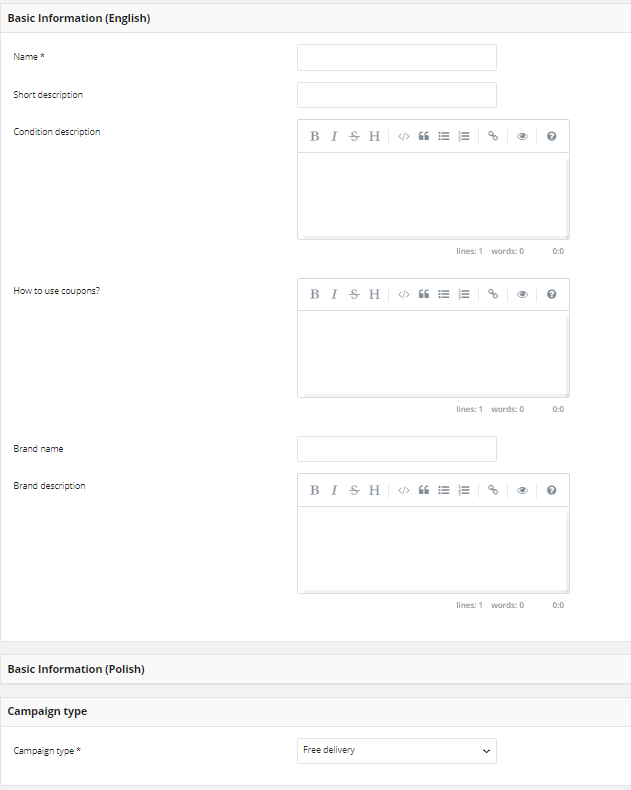 Basic Information (English)
Name *
Short description
Condition description
B I S H
lines: 1 words: 0 0:0
How to use coupons?
B I S H
lines: 1 words: 0 0:0
Brand name
Brand description
B I S H
lines: 1 words: 0 0:0
Basic Information (Polish)
Campaign type
Campaign type *
Free delivery